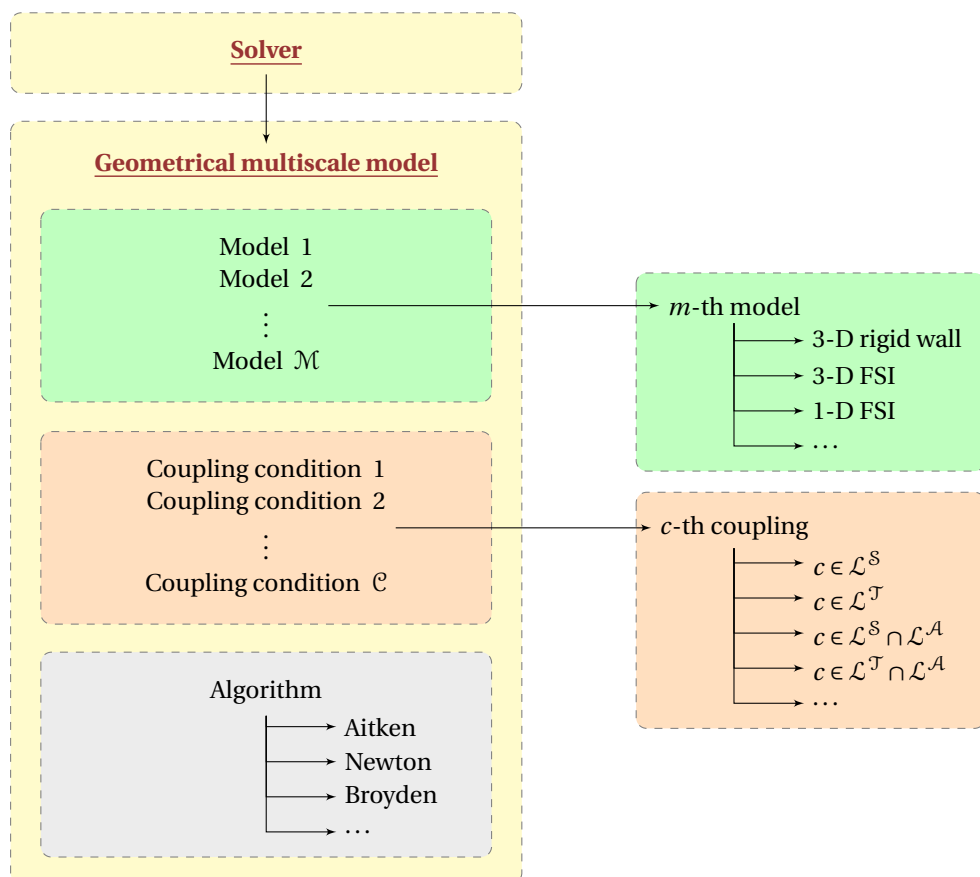 Solver
Geometrical multiscale model
Model 1
Model 2
⋮
Model ℳ
m-th model
3-D rigid wall
3-D FSI
1-D FSI
⋯
Coupling condition 1
Coupling condition 2
⋮
Coupling condition 𝒞
c-th coupling
c ∈ ℒ^𝒮
c ∈ ℒ^𝒯
c ∈ ℒ^𝒮 ∩ ℒ^𝒜
c ∈ ℒ^𝒯 ∩ ℒ^𝒜
⋯
Algorithm
Aitken
Newton
Broyden
⋯